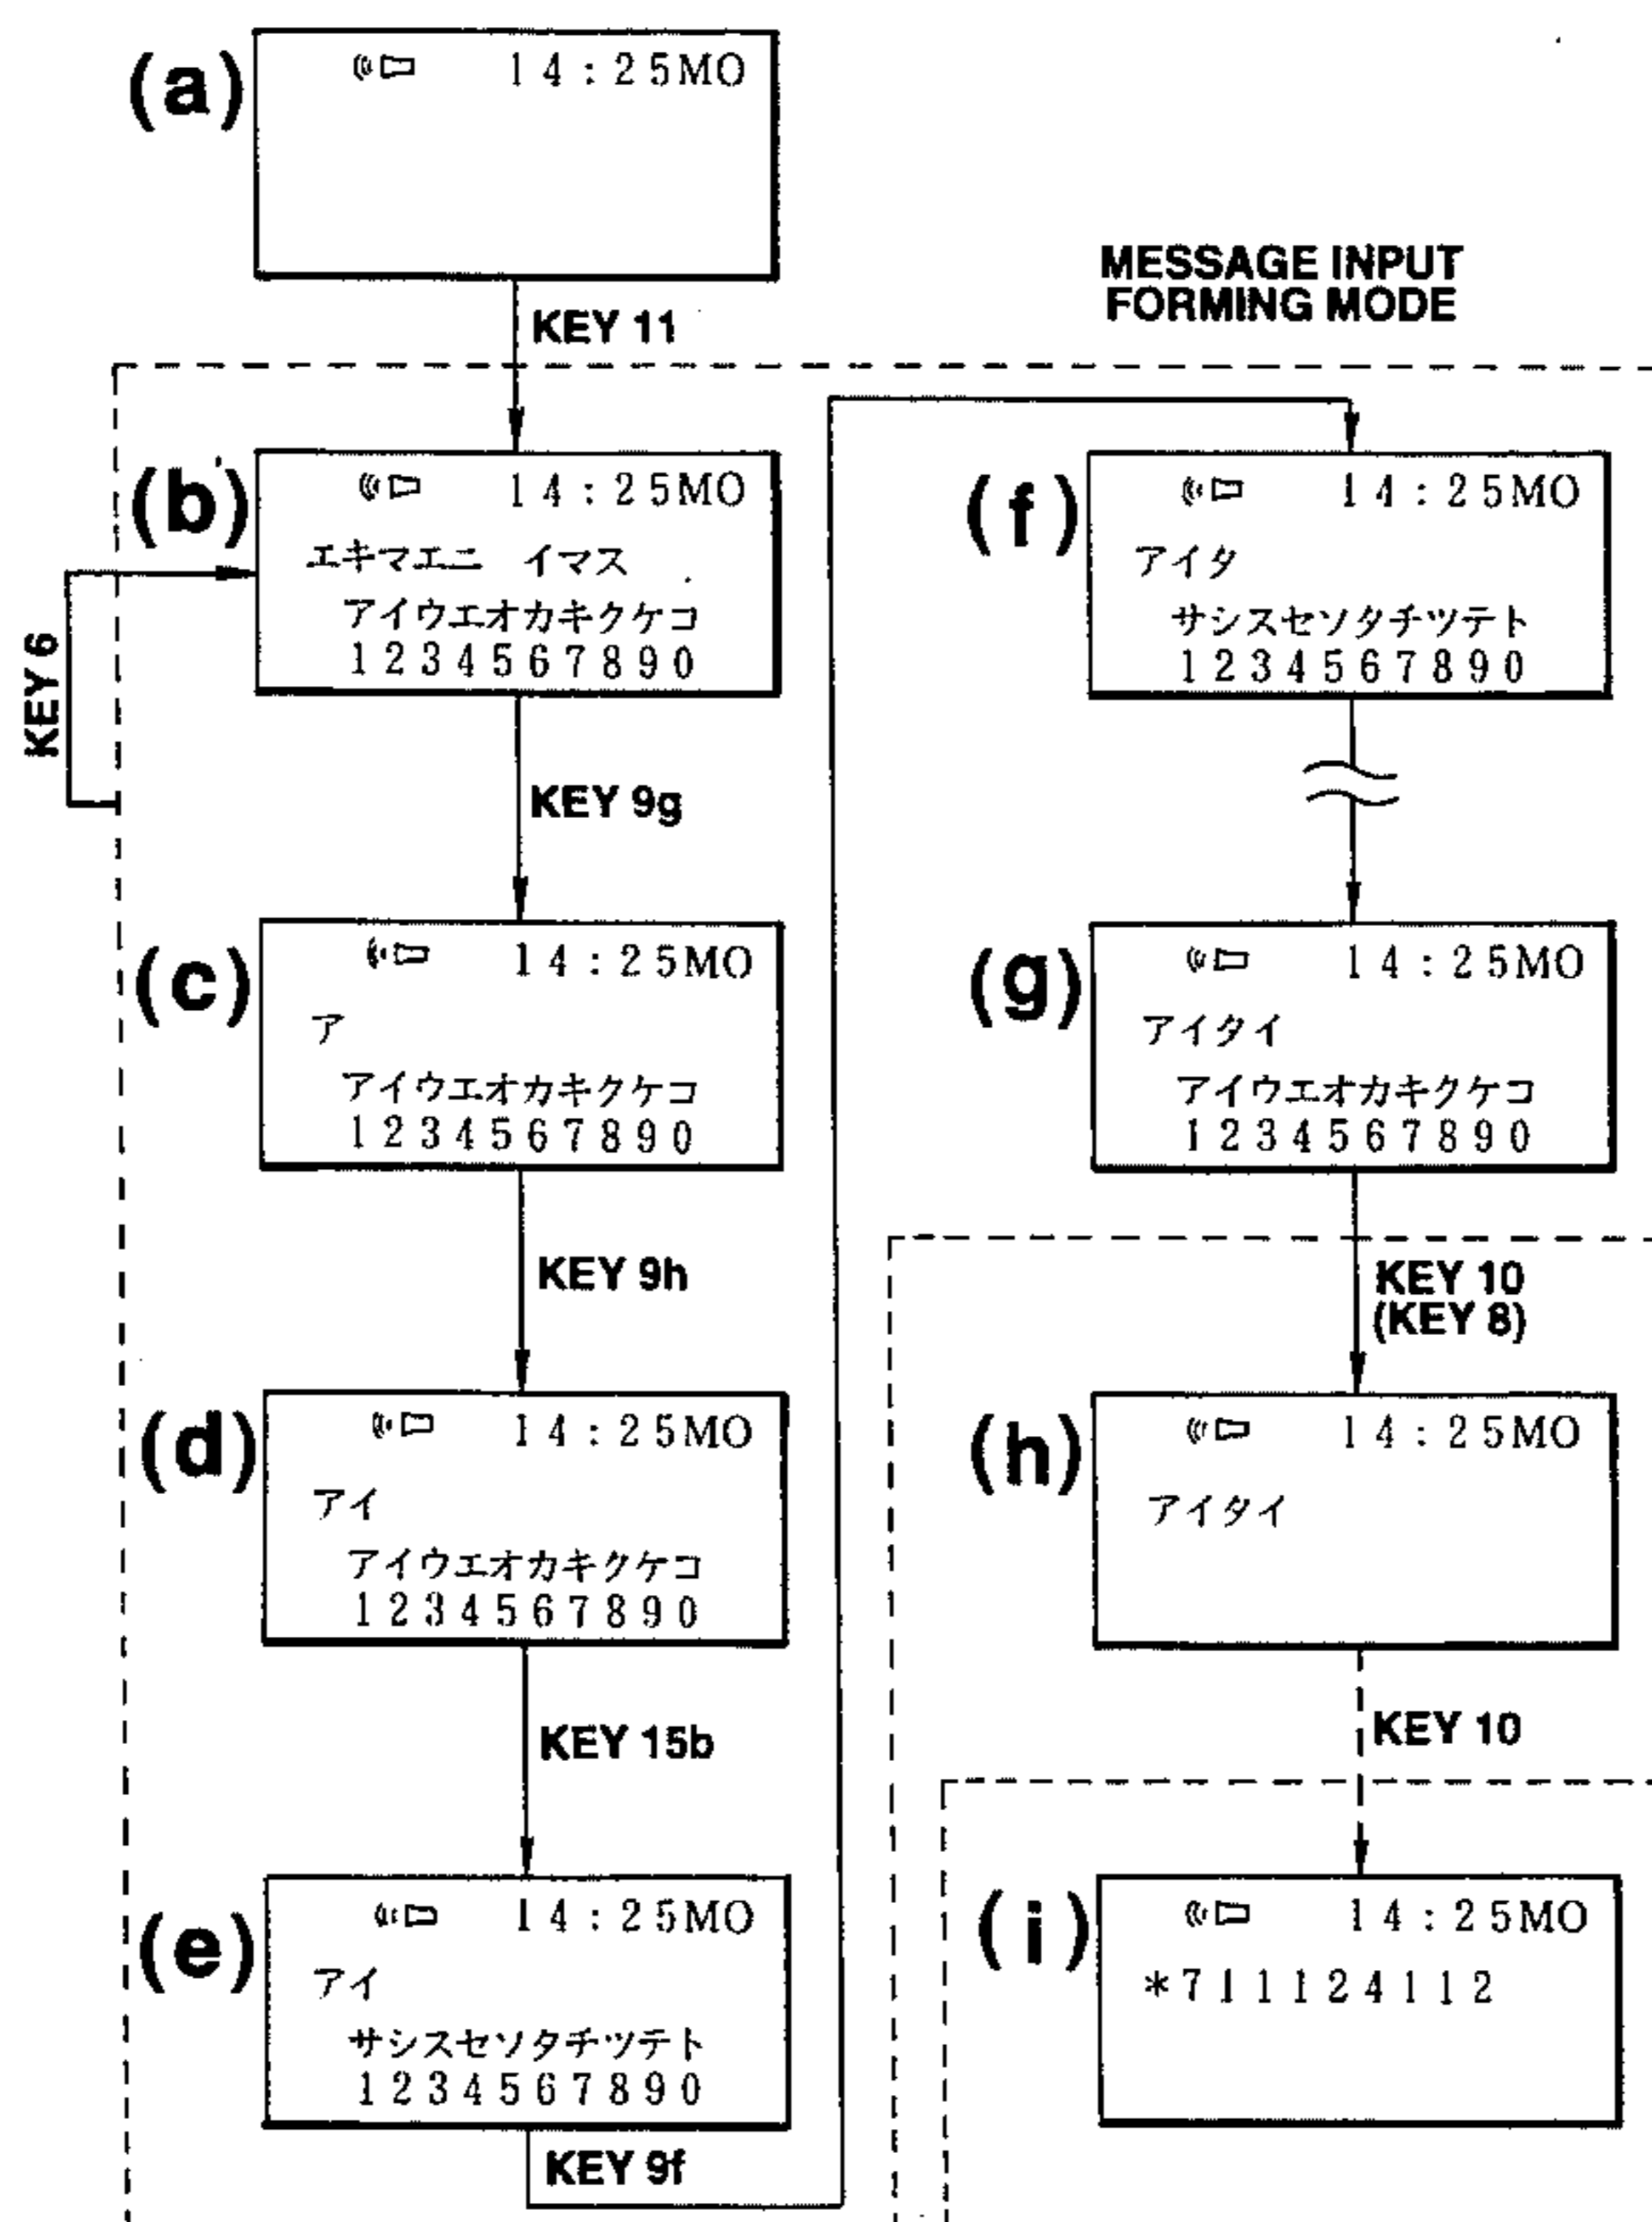 (a)
14:25MO
KEY 11
MESSAGE INPUT
FORMING MODE
(b)
14:25MO
エキマエニ イマス
アイウエオカキクケコ
1234567890
KEY 6
KEY 9g
(c)
14:25MO
ア
アイウエオカキクケコ
1234567890
KEY 9h
(d)
14:25MO
アイ
アイウエオカキクケコ
1234567890
KEY 15b
(e)
14:25MO
アイ
サシスセソタチツテト
1234567890
KEY 9f
(f)
14:25MO
アイタ
サシスセソタチツテト
1234567890
(g)
14:25MO
アイタイ
アイウエオカキクケコ
1234567890
KEY 10
(KEY 8)
(h)
14:25MO
アイタイ
KEY 10
(i)
14:25MO
*711124112